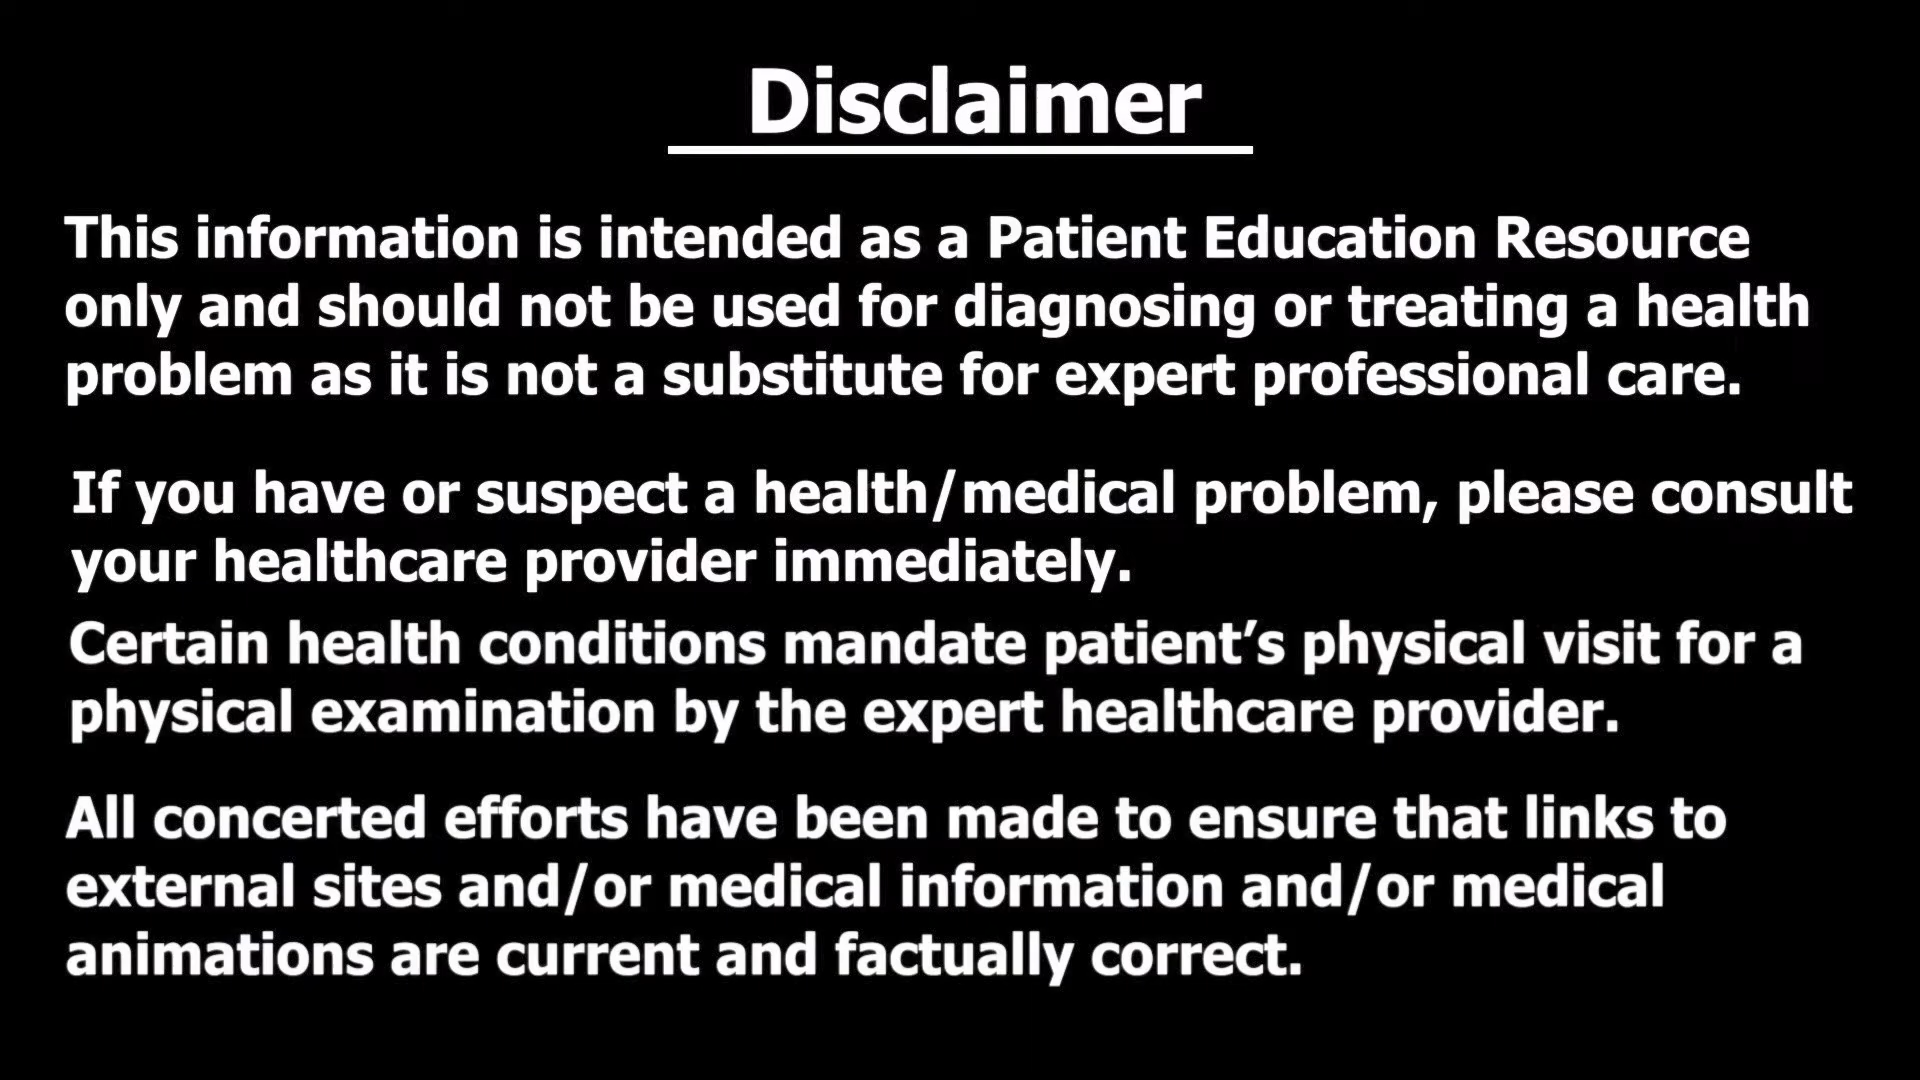 Disclaimer
This information is intended as a Patient Education Resource
only and should not be used for diagnosing or treating a health
problem as it is not a substitute for expert professional care.
If you have or suspect a health/medical problem, please consult
your healthcare provider immediately.
Certain health conditions mandate patient’s physical visit for a
physical examination by the expert healthcare provider.
All concerted efforts have been made to ensure that links to
external sites and/or medical information and/or medical
animations are current and factually correct.